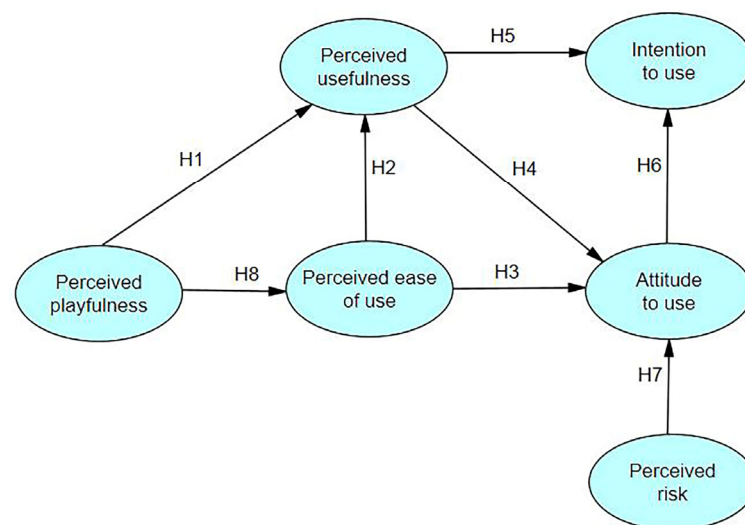 Perceived
usefulness
H5
Intention
to use
H1
H2
H4
H6
Perceived
playfulness
H8
Perceived ease
of use
H3
Attitude
to use
H7
Perceived
risk